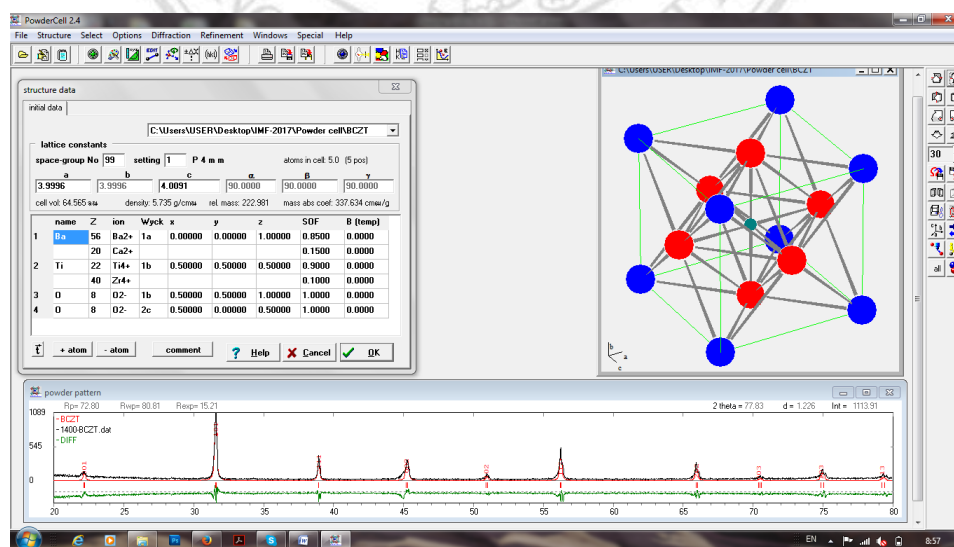 PowderCell 2.4
File Structure Select Options Diffraction Refinement Windows Special Help
structure data
initial data
C:\Users\USER\Desktop\IMF-2017\Powder cell\BCZT
lattice constants
space-group No 99 setting 1 P 4 m m atoms in cell: 5.0 (5 pos)
a b c α β γ
3.9996 3.9996 4.0091 90.0000 90.0000 90.0000
cell vol: 64.565 density: 5.735 rel. mass: 222.981 mass abs coef: 337.634
name Z ion Wyck x y z SOF B (temp)
1 Ba 56 Ba2+ 1a 0.00000 0.00000 1.00000 0.8500 0.0000
20 Ca2+ 0.1500 0.0000
2 Ti 22 Ti4+ 1b 0.50000 0.50000 0.50000 0.9000 0.0000
40 Zr4+ 0.1000 0.0000
3 O 8 O2- 1b 0.50000 0.50000 1.00000 1.0000 0.0000
4 O 8 O2- 2c 0.50000 0.00000 0.50000 1.0000 0.0000
t + atom - atom comment ? Help Cancel OK
C:\Users\USER\Desktop\IMF-2017\Powder cell\BCZT
b
a
c
30
all
powder pattern
Rp= 72.80 Rwp= 80.81 Rexp= 15.21 2 theta = 77.83 d = 1.226 Int = 1113.91
1089
-BCZT
-1400-BCZT.dat
-DIFF
545
0
20 25 30 35 40 45 50 55 60 65 70 75 80
EN 8:57